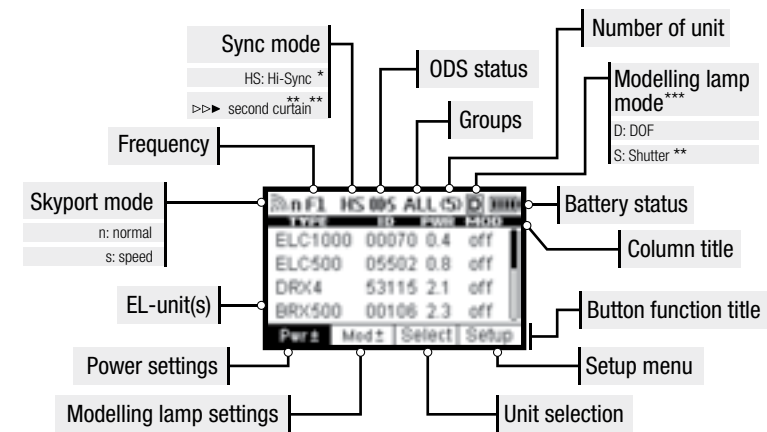 Number of unit
Sync mode
HS: Hi-Sync *
▷▷► second curtain** **
ODS status
Modelling lamp
mode***
D: DOF
S: Shutter **
Groups
Frequency
Skyport mode
n: normal
s: speed
n F1 HS 005 ALL (5) D
Battery status
TYPE ID PWR MOD
Column title
ELC1000 00070 0.4 off
ELC500 05502 0.8 off
DRX4 53115 2.1 off
BRX500 00106 2.3 off
EL-unit(s)
Button function title
Pwr± Mod± Select Setup
Power settings
Setup menu
Modelling lamp settings
Unit selection